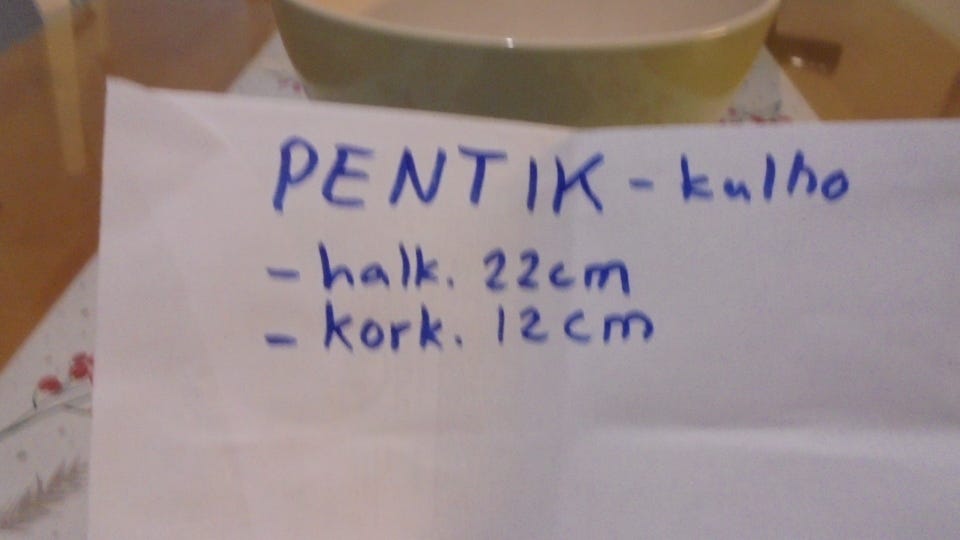 PENTIK - kulho
- halk. 22cm
- kork. 12cm